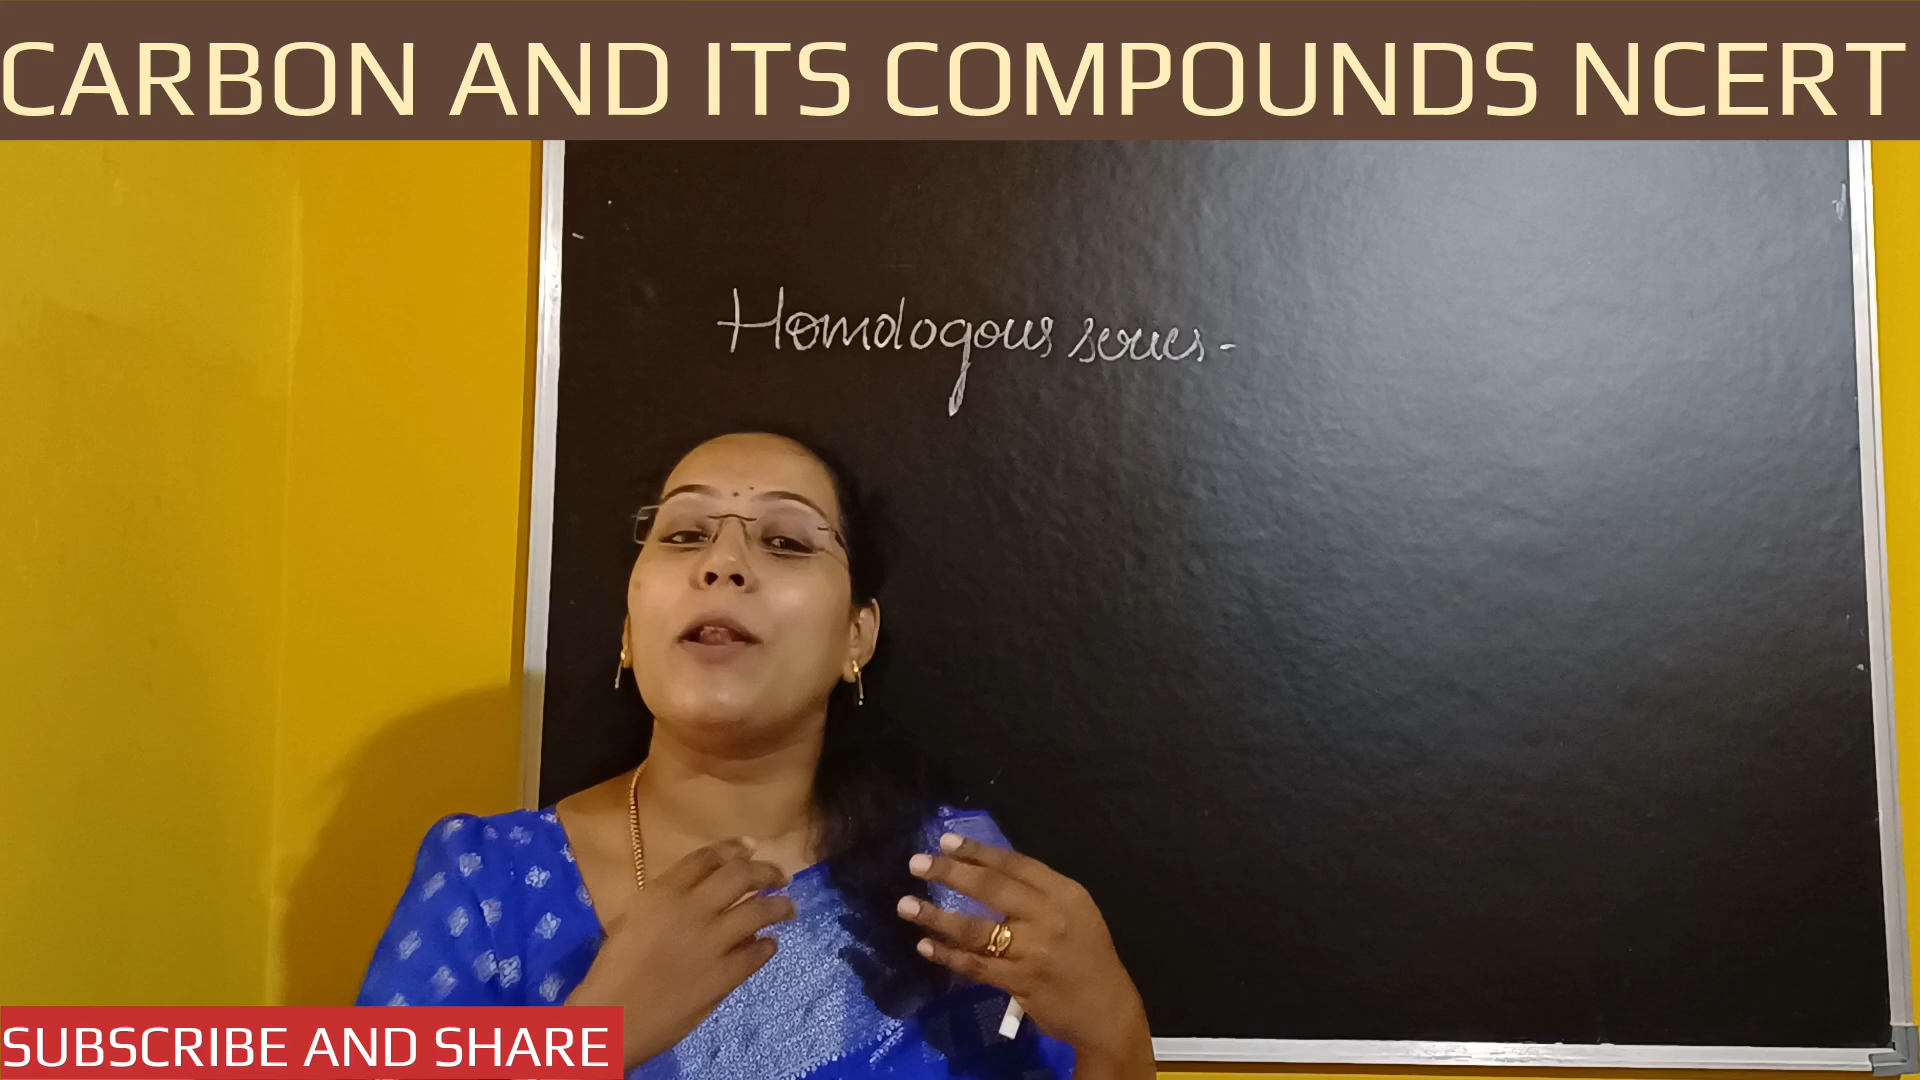 CARBON AND ITS COMPOUNDS NCERT
Homologous series -
SUBSCRIBE AND SHARE